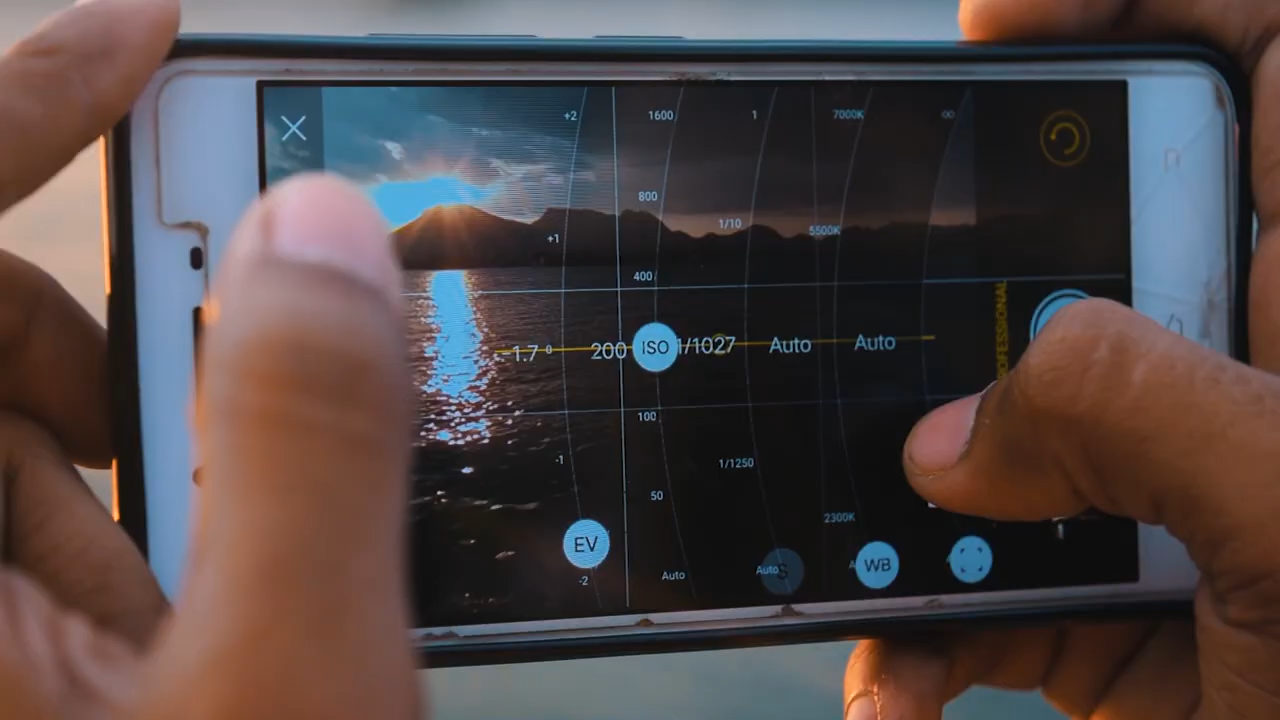 +2 1600 1 7000K ∞
800
1/10
5500K
+1
400
-1.7 0 200 ISO 1/1027 Auto Auto
100
-1 1/1250
50
2300K
EV
Auto Auto S A WB
-2